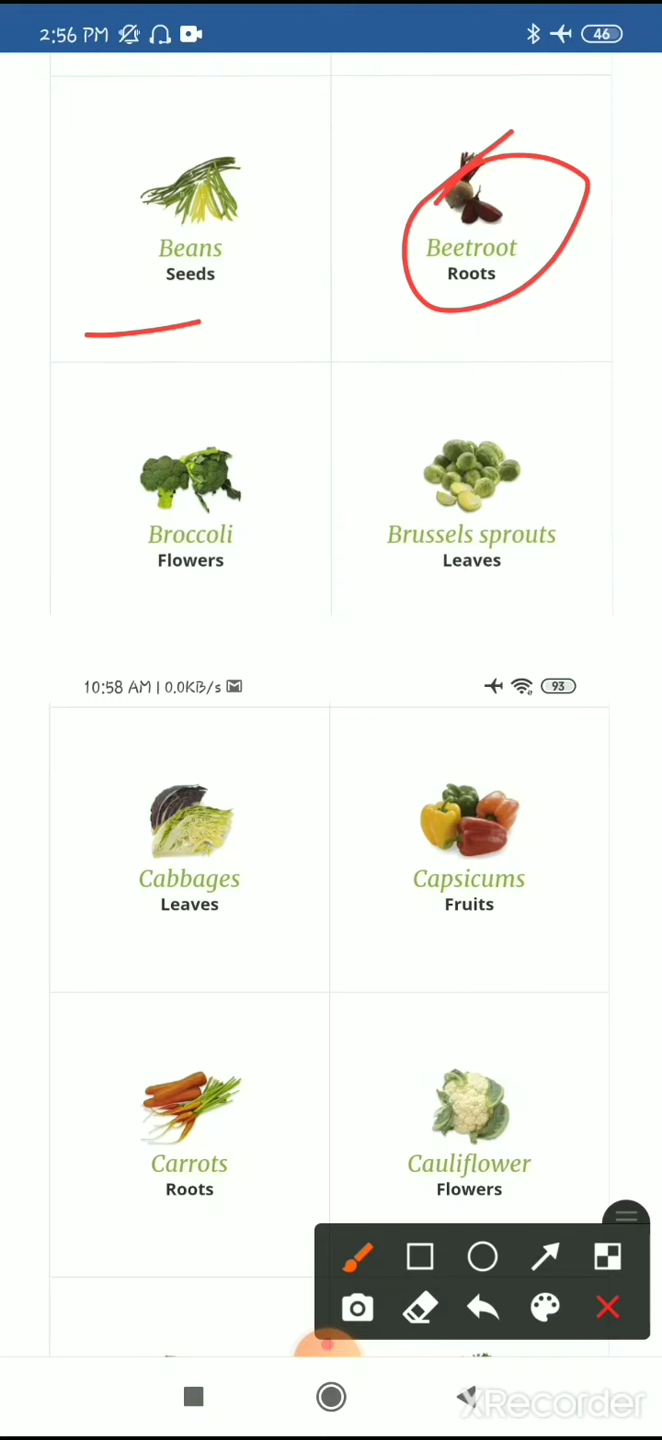 2:56 PM
46
Beans
Seeds
Beetroot
Roots
Broccoli
Flowers
Brussels sprouts
Leaves
10:58 AM | 0.0KB/s
93
Cabbages
Leaves
Capsicums
Fruits
Carrots
Roots
Cauliflower
Flowers
XRecorder